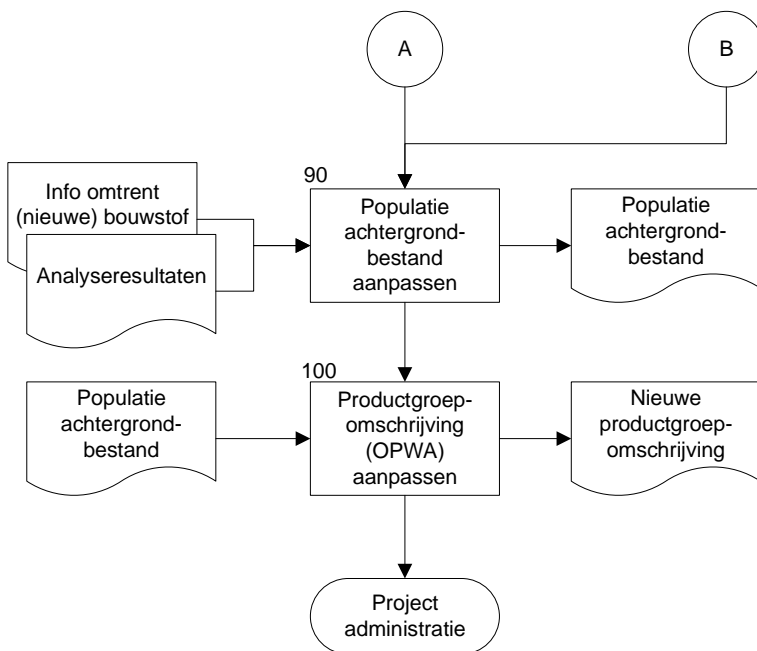 A
B
90
Info omtrent
(nieuwe) bouwstof
Analyseresultaten
Populatie
achtergrond-
bestand
aanpassen
Populatie
achtergrond-
bestand
100
Populatie
achtergrond-
bestand
Productgroep-
omschrijving
(OPWA)
aanpassen
Nieuwe
productgroep-
omschrijving
Project
administratie